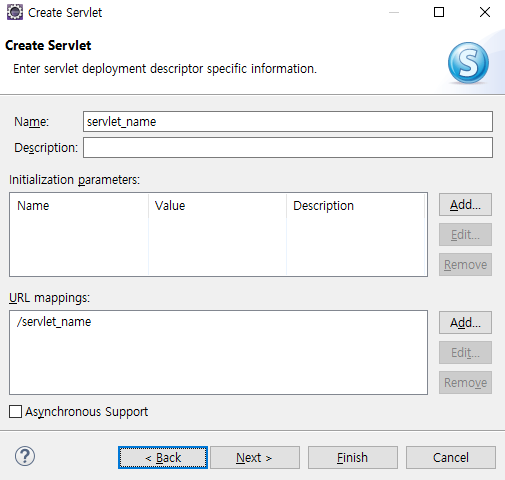 Create Servlet
Create Servlet
Enter servlet deployment descriptor specific information.
S
Name: servlet_name
Description:
Initialization parameters:
Name Value Description
Add...
Edit...
Remove
URL mappings:
/servlet_name
Add...
Edit...
Remove
Asynchronous Support
?
< Back Next > Finish Cancel